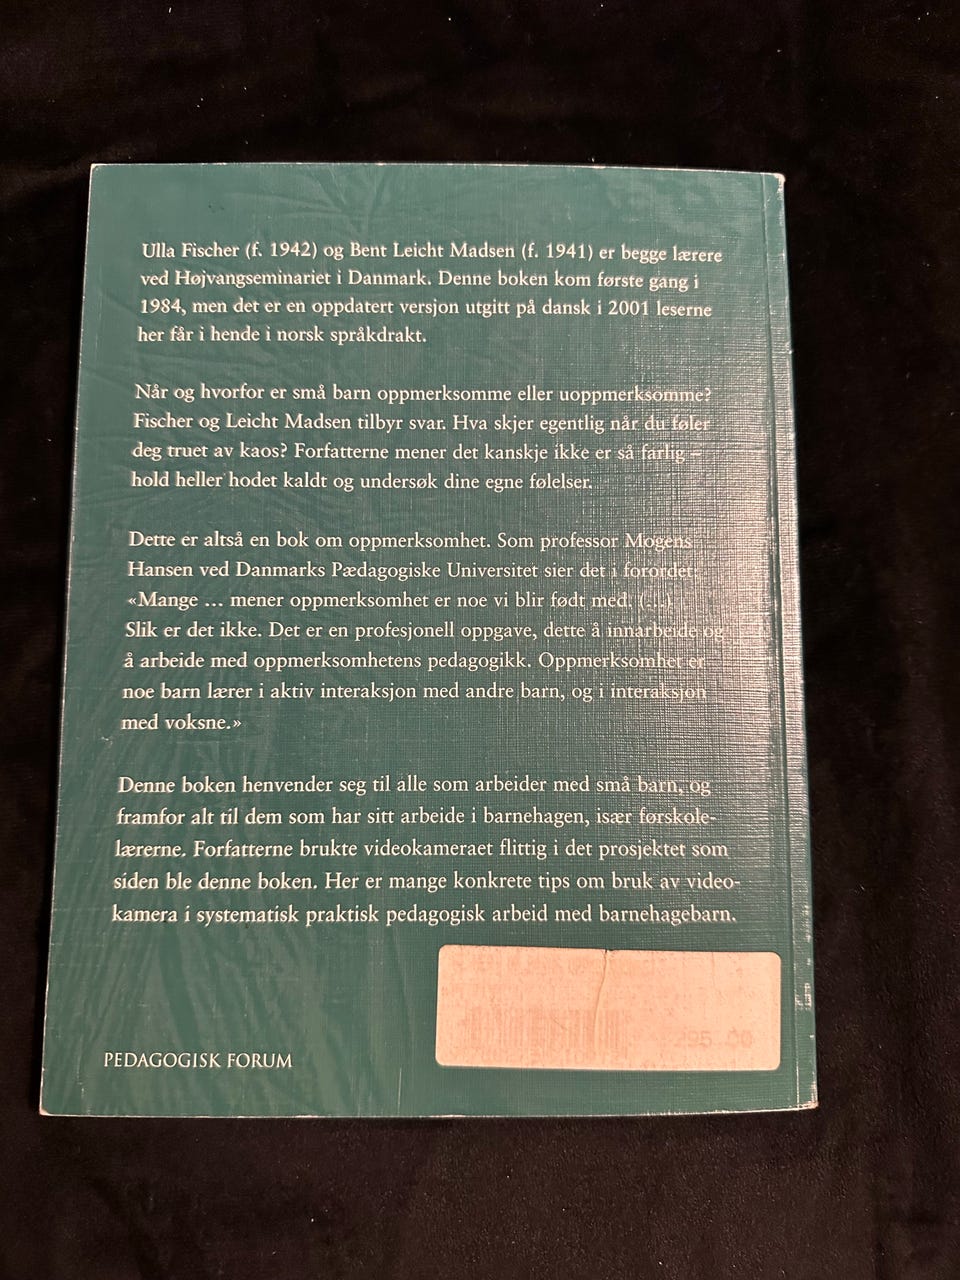 Ulla Fischer (f. 1942) og Bent Leicht Madsen (f. 1941) er begge lærere
ved Højvangseminariet i Danmark. Denne boken kom første gang i
1984, men det er en oppdatert versjon utgitt på dansk i 2001 leserne
her får i hende i norsk språkdrakt.
Når og hvorfor er små barn oppmerksomme eller uoppmerksomme?
Fischer og Leicht Madsen tilbyr svar. Hva skjer egentlig når du føler
deg truet av kaos? Forfatterne mener det kanskje ikke er så farlig –
hold heller hodet kaldt og undersøk dine egne følelser.
Dette er altså en bok om oppmerksomhet. Som professor Mogens
Hansen ved Danmarks Pædagogiske Universitet sier det i forordet:
«Mange ... mener oppmerksomhet er noe vi blir født med. (...)
Slik er det ikke. Det er en profesjonell oppgave, dette å innarbeide og
å arbeide med oppmerksomhetens pedagogikk. Oppmerksomhet er
noe barn lærer i aktiv interaksjon med andre barn, og i interaksjon
med voksne.»
Denne boken henvender seg til alle som arbeider med små barn, og
framfor alt til dem som har sitt arbeide i barnehagen, især førskole-
lærerne. Forfatterne brukte videokameraet flittig i det prosjektet som
siden ble denne boken. Her er mange konkrete tips om bruk av video-
kamera i systematisk praktisk pedagogisk arbeid med barnehagebarn.
295.00
PEDAGOGISK FORUM